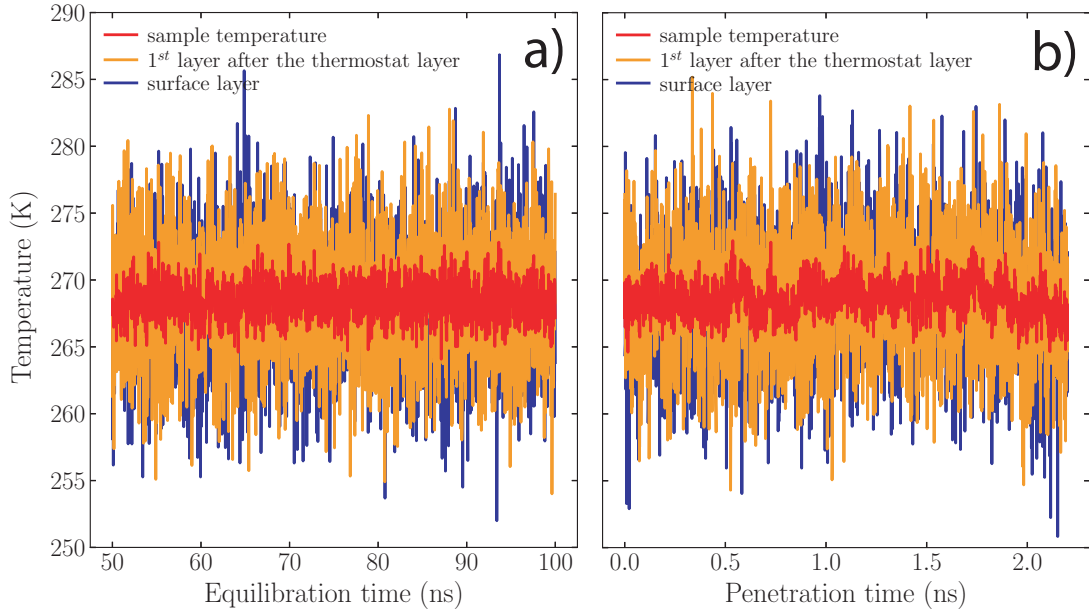 290
285
280
275
270
265
260
255
250
Temperature (K)
sample temperature
1st layer after the thermostat layer
surface layer
a)
50
60
70
80
90
100
Equilibration time (ns)
sample temperature
1st layer after the thermostat layer
surface layer
b)
0.0
0.5
1.0
1.5
2.0
Penetration time (ns)